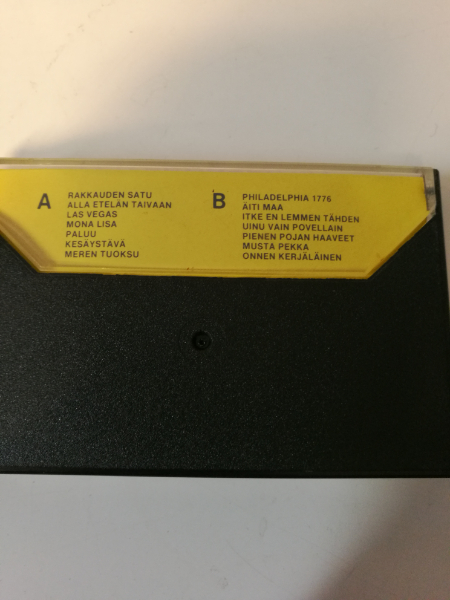 A
RAKKAUDEN SATU
ALLA ETELÄN TAIVAAN
LAS VEGAS
MONA LISA
PALUU
KESÄYSTÄVÄ
MEREN TUOKSU
B
PHILADELPHIA 1776
ÄITI MAA
ITKE EN LEMMEN TÄHDEN
UINU VAIN POVELLAIN
PIENEN POJAN HAAVEET
MUSTA PEKKA
ONNEN KERJÄLÄINEN